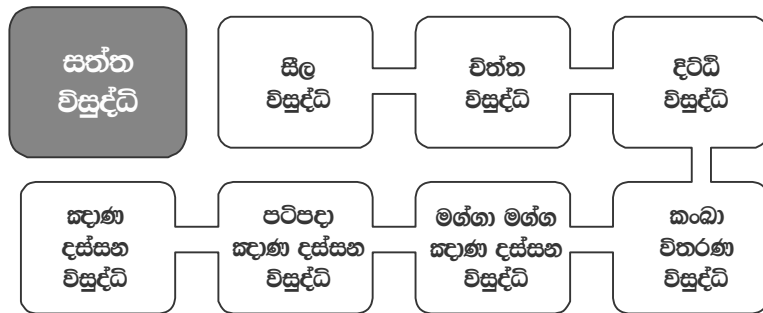 සත්ත
විසුද්ධි
සීල
විසුද්ධි
චිත්ත
විසුද්ධි
දිට්ඨි
විසුද්ධි
කංඛා
විතරණ
විසුද්ධි
මග්ගා මග්ග
ඤාණ දස්සන
විසුද්ධි
පටිපදා
ඤාණ දස්සන
විසුද්ධි
ඤාණ
දස්සන
විසුද්ධි